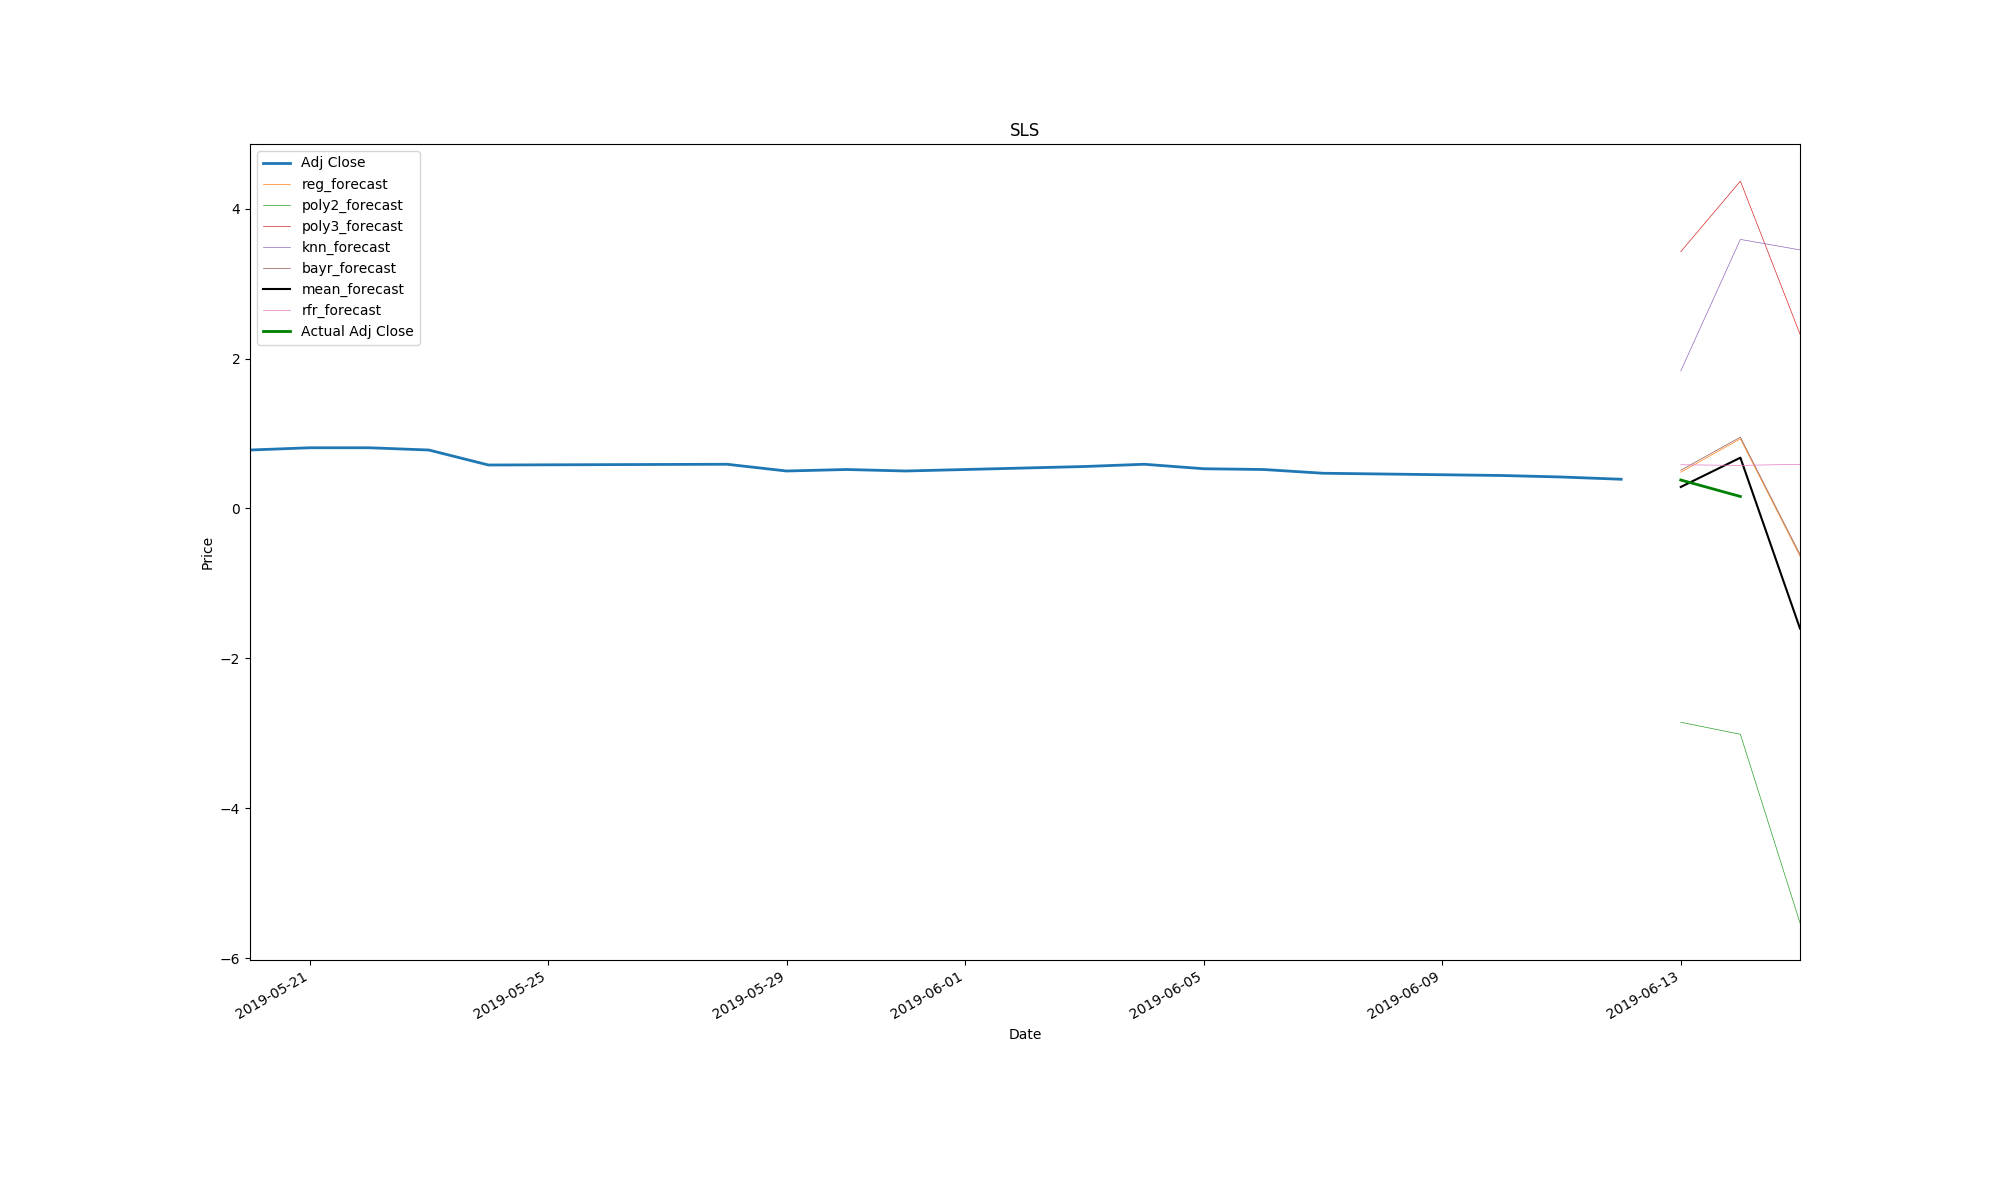 SLS
Adj Close
reg_forecast
poly2_forecast
poly3_forecast
knn_forecast
bayr_forecast
mean_forecast
rfr_forecast
Actual Adj Close
4
2
0
−2
−4
−6
Price
2019-05-21
2019-05-25
2019-05-29
2019-06-01
2019-06-05
2019-06-09
2019-06-13
Date